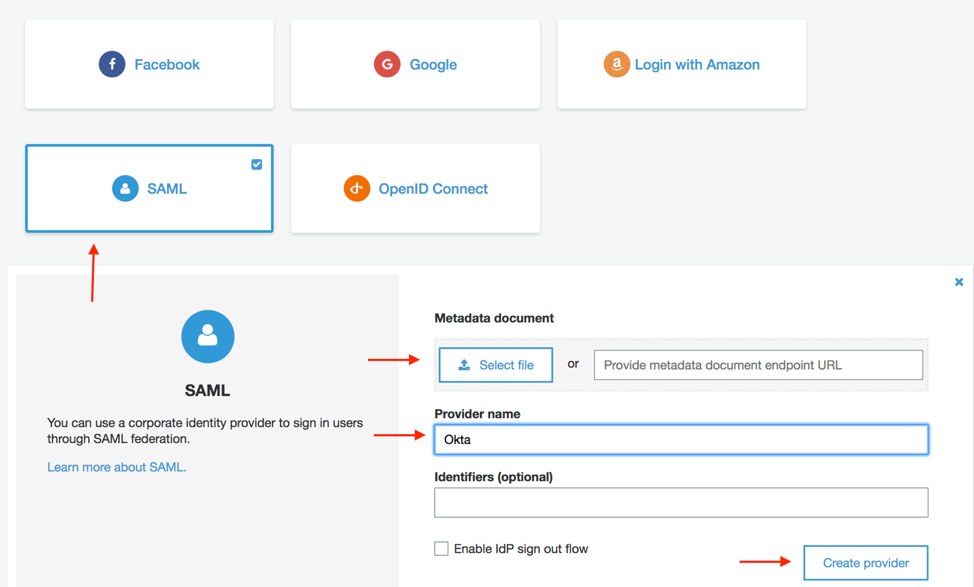 Facebook
Google
Login with Amazon
SAML
OpenID Connect
SAML
You can use a corporate identity provider to sign in users
through SAML federation.
Learn more about SAML.
Metadata document
Select file
or
Provide metadata document endpoint URL
Provider name
Okta
Identifiers (optional)
Enable IdP sign out flow
Create provider